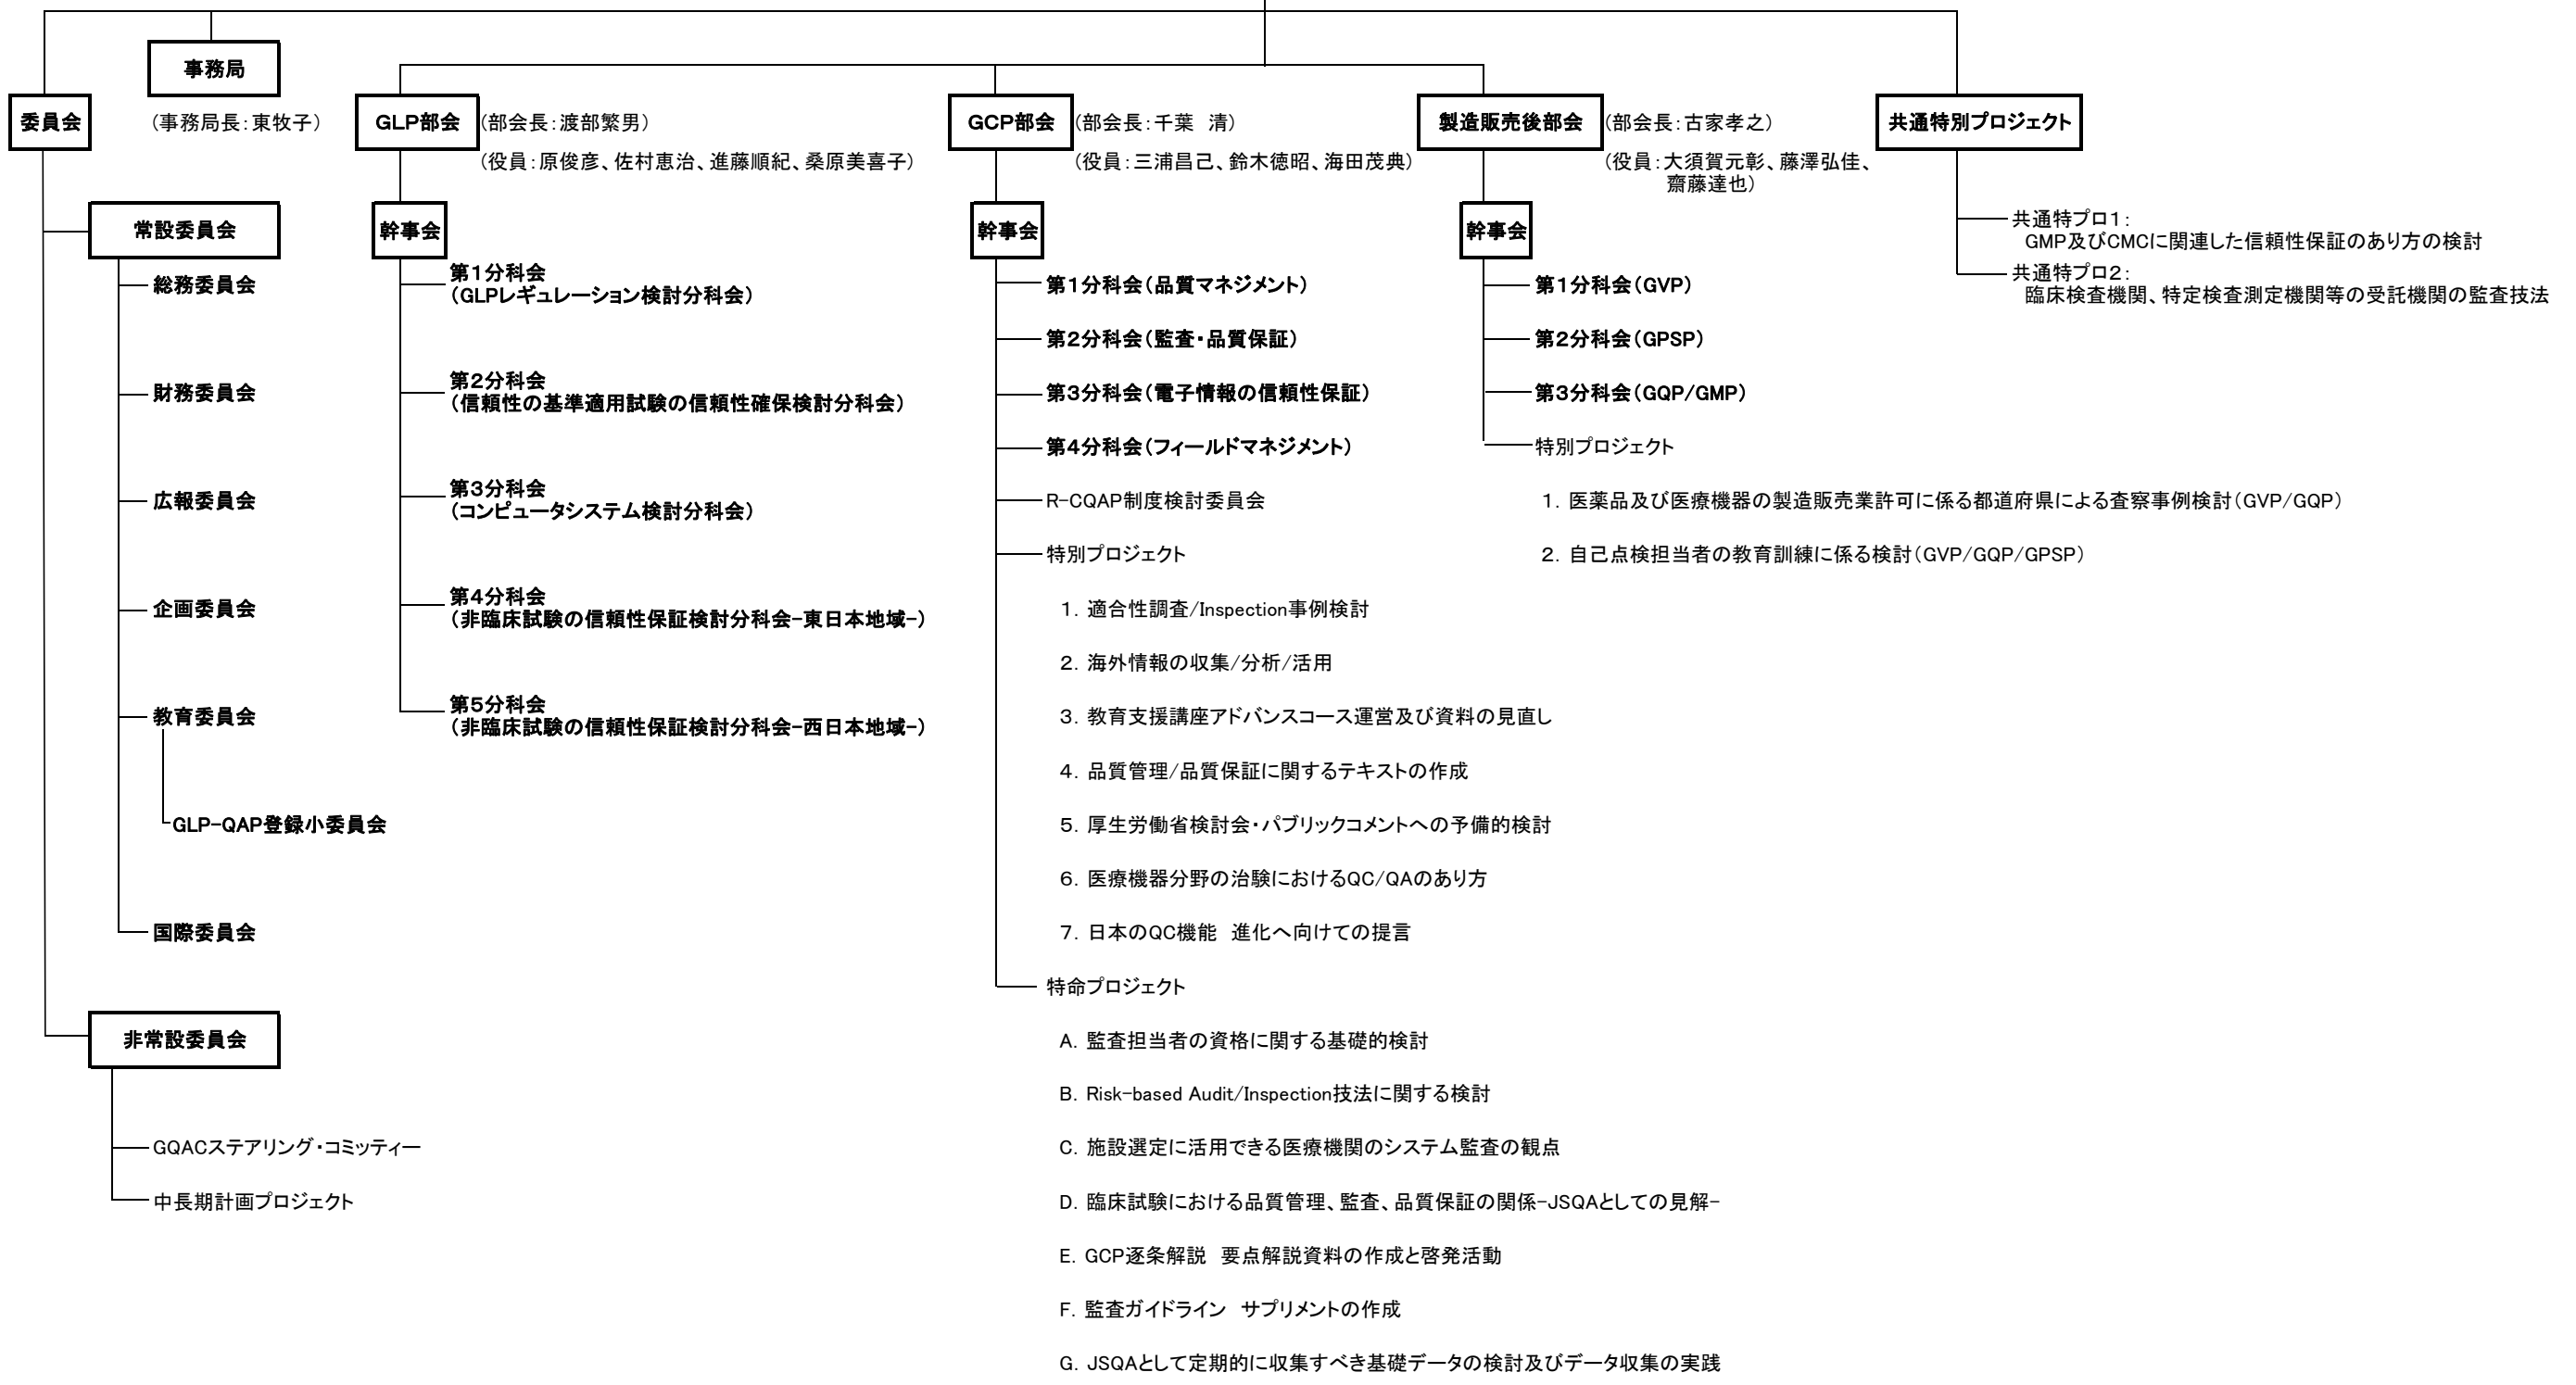 事務局
(事務局長：東牧子)
委員会
常設委員会
総務委員会
財務委員会
広報委員会
企画委員会
教育委員会
GLP-QAP登録小委員会
国際委員会
非常設委員会
GQACステアリング・コミッティー
中長期計画プロジェクト
GLP部会
(部会長：渡部繁男)
(役員：原俊彦、佐村恵治、進藤順紀、桑原美喜子)
幹事会
第1分科会
(GLPレギュレーション検討分科会)
第2分科会
(信頼性の基準適用試験の信頼性確保検討分科会)
第3分科会
(コンピュータシステム検討分科会)
第4分科会
(非臨床試験の信頼性保証検討分科会-東日本地域-)
第5分科会
(非臨床試験の信頼性保証検討分科会-西日本地域-)
GCP部会
(部会長：千葉　清)
(役員：三浦昌己、鈴木徳昭、海田茂典)
幹事会
第1分科会(品質マネジメント)
第2分科会(監査・品質保証)
第3分科会(電子情報の信頼性保証)
第4分科会(フィールドマネジメント)
R-CQAP制度検討委員会
特別プロジェクト
1. 適合性調査/Inspection事例検討
2. 海外情報の収集/分析/活用
3. 教育支援講座アドバンスコース運営及び資料の見直し
4. 品質管理/品質保証に関するテキストの作成
5. 厚生労働省検討会・パブリックコメントへの予備的検討
6. 医療機器分野の治験におけるQC/QAのあり方
7. 日本のQC機能　進化へ向けての提言
特命プロジェクト
A. 監査担当者の資格に関する基礎的検討
B. Risk-based Audit/Inspection技法に関する検討
C. 施設選定に活用できる医療機関のシステム監査の観点
D. 臨床試験における品質管理、監査、品質保証の関係-JSQAとしての見解-
E. GCP逐条解説　要点解説資料の作成と啓発活動
F. 監査ガイドライン　サプリメントの作成
G. JSQAとして定期的に収集すべき基礎データの検討及びデータ収集の実践
製造販売後部会
(部会長：古家孝之)
(役員：大須賀元彰、藤澤弘佳、
齋藤達也)
幹事会
第1分科会(GVP)
第2分科会(GPSP)
第3分科会(GQP/GMP)
特別プロジェクト
1. 医薬品及び医療機器の製造販売業許可に係る都道府県による査察事例検討(GVP/GQP)
2. 自己点検担当者の教育訓練に係る検討(GVP/GQP/GPSP)
共通特別プロジェクト
共通特プロ1：
GMP及びCMCに関連した信頼性保証のあり方の検討
共通特プロ2：
臨床検査機関、特定検査測定機関等の受託機関の監査技法